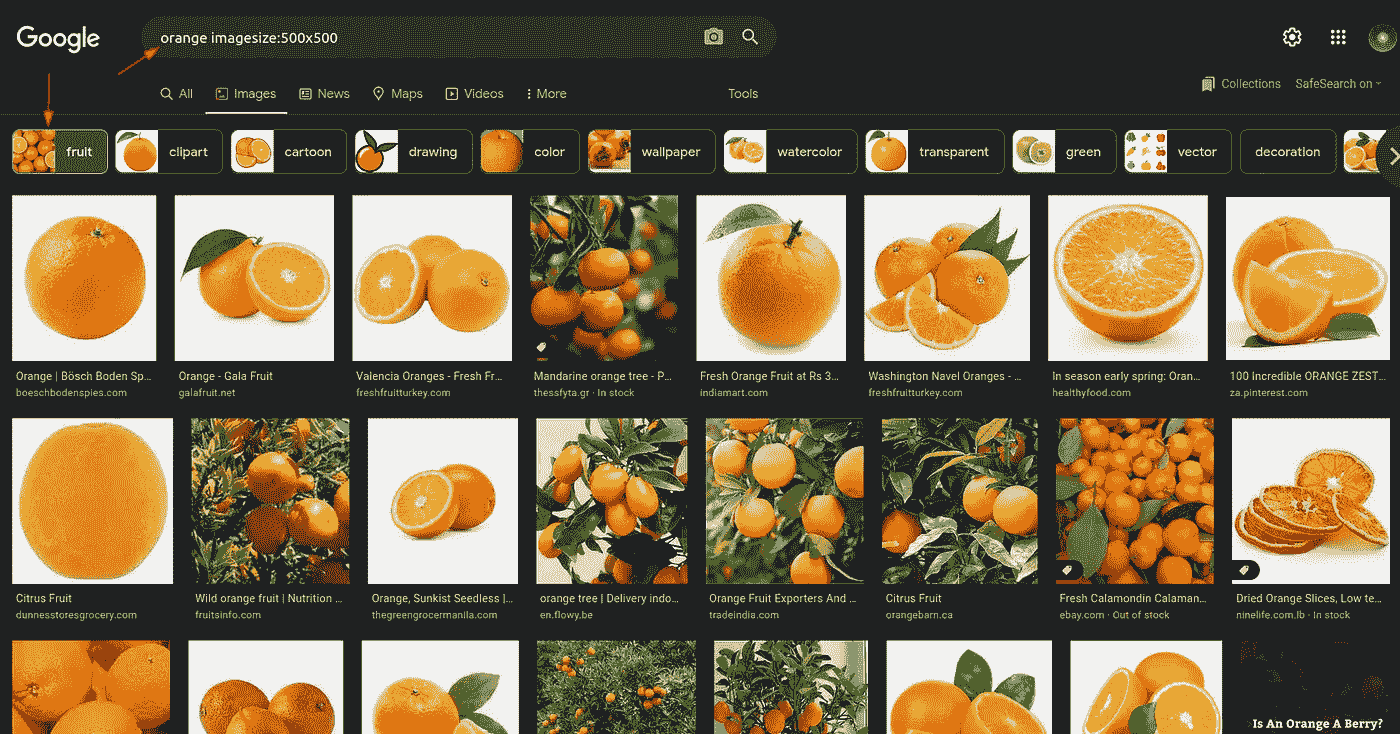 Google
orange imagesize:500x500
All
Images
News
Maps
Videos
More
Tools
Collections
SafeSearch on
fruit
clipart
cartoon
drawing
color
wallpaper
watercolor
transparent
green
vector
decoration
Orange | Bösch Boden Sp...
boeschbodenspies.com
Orange - Gala Fruit
galafruit.net
Valencia Oranges - Fresh Fr...
freshfruitturkey.com
Mandarine orange tree - P...
thessfyta.gr · In stock
Fresh Orange Fruit at Rs 3...
indiamart.com
Washington Navel Oranges - ...
freshfruitturkey.com
In season early spring: Oran...
healthyfood.com
100 Incredible ORANGE ZEST...
za.pinterest.com
Citrus Fruit
dunnesstoresgrocery.com
Wild orange fruit | Nutrition ...
fruitsinfo.com
Orange, Sunkist Seedless |...
thegreengrocermanila.com
orange tree | Delivery indo...
en.flowy.be
Orange Fruit Exporters And ...
tradeindia.com
Citrus Fruit
orangebarn.ca
Fresh Calamondin Calaman...
ebay.com · Out of stock
Dried Orange Slices, Low te...
ninelife.com.lb · In stock
Is An Orange A Berry?